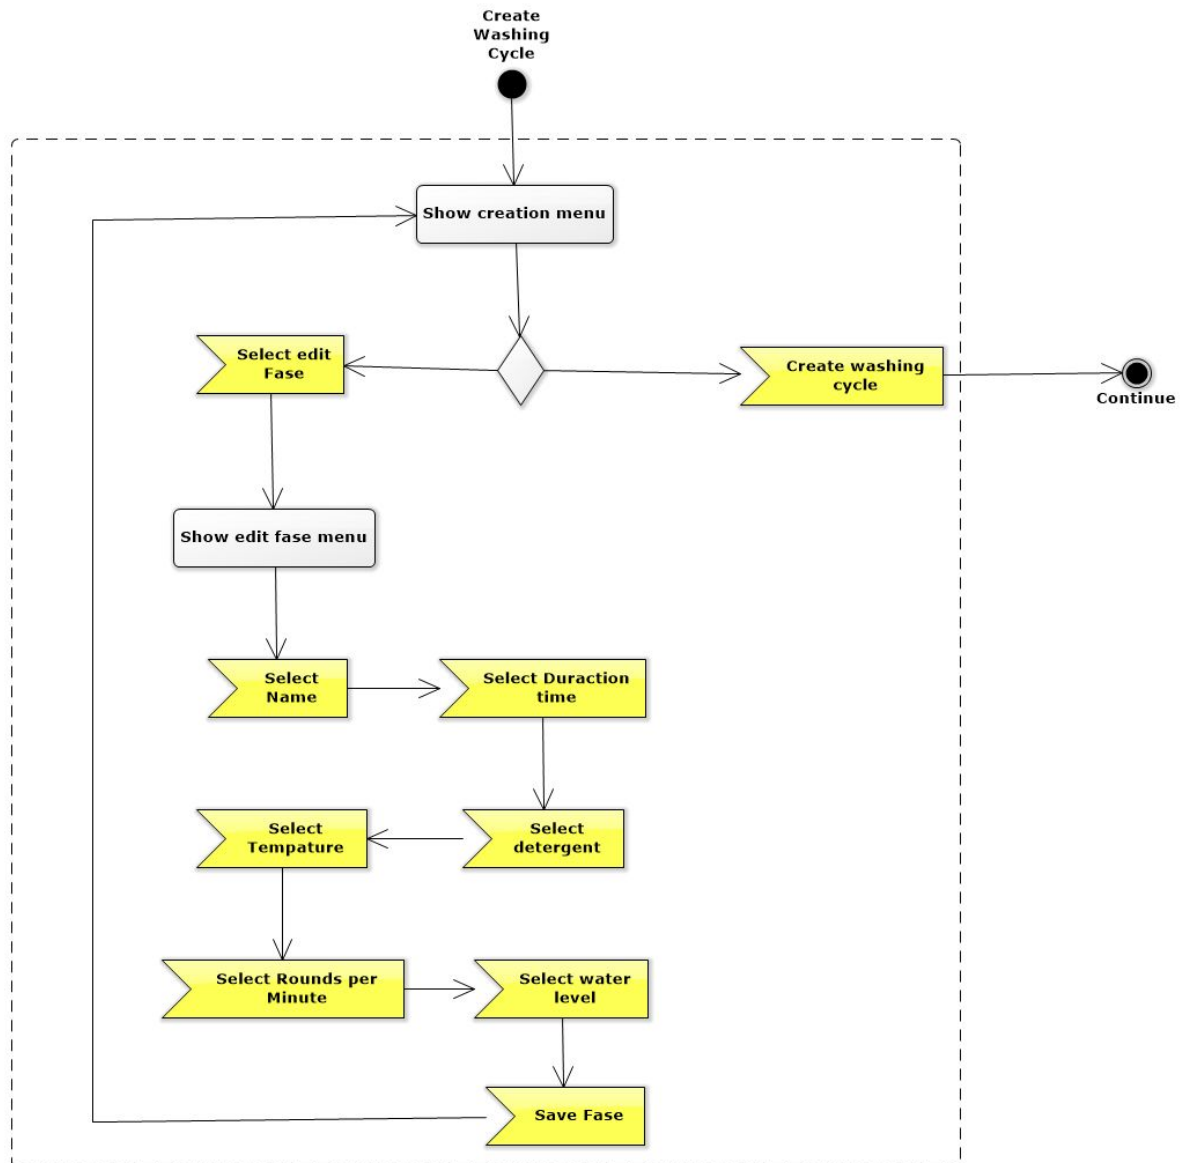 Create
Washing
Cycle
Show creation menu
Select edit
Fase
Create washing
cycle
Continue
Show edit fase menu
Select
Name
Select Duraction
time
Select
Tempature
Select
detergent
Select Rounds per
Minute
Select water
level
Save Fase